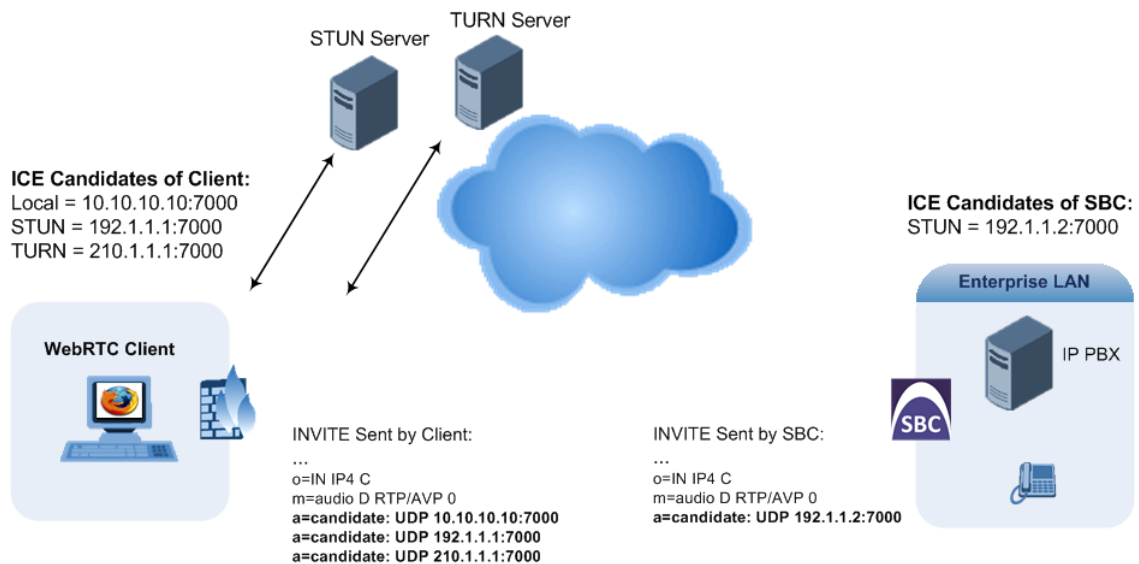 STUN Server
TURN Server
ICE Candidates of Client:
Local = 10.10.10.10:7000
STUN = 192.1.1.1:7000
TURN = 210.1.1.1:7000
ICE Candidates of SBC:
STUN = 192.1.1.2:7000
Enterprise LAN
WebRTC Client
IP PBX
SBC
INVITE Sent by Client:
...
o=IN IP4 C
m=audio D RTP/AVP 0
a=candidate: UDP 10.10.10.10:7000
a=candidate: UDP 192.1.1.1:7000
a=candidate: UDP 210.1.1.1:7000
INVITE Sent by SBC:
...
o=IN IP4 C
m=audio D RTP/AVP 0
a=candidate: UDP 192.1.1.2:7000